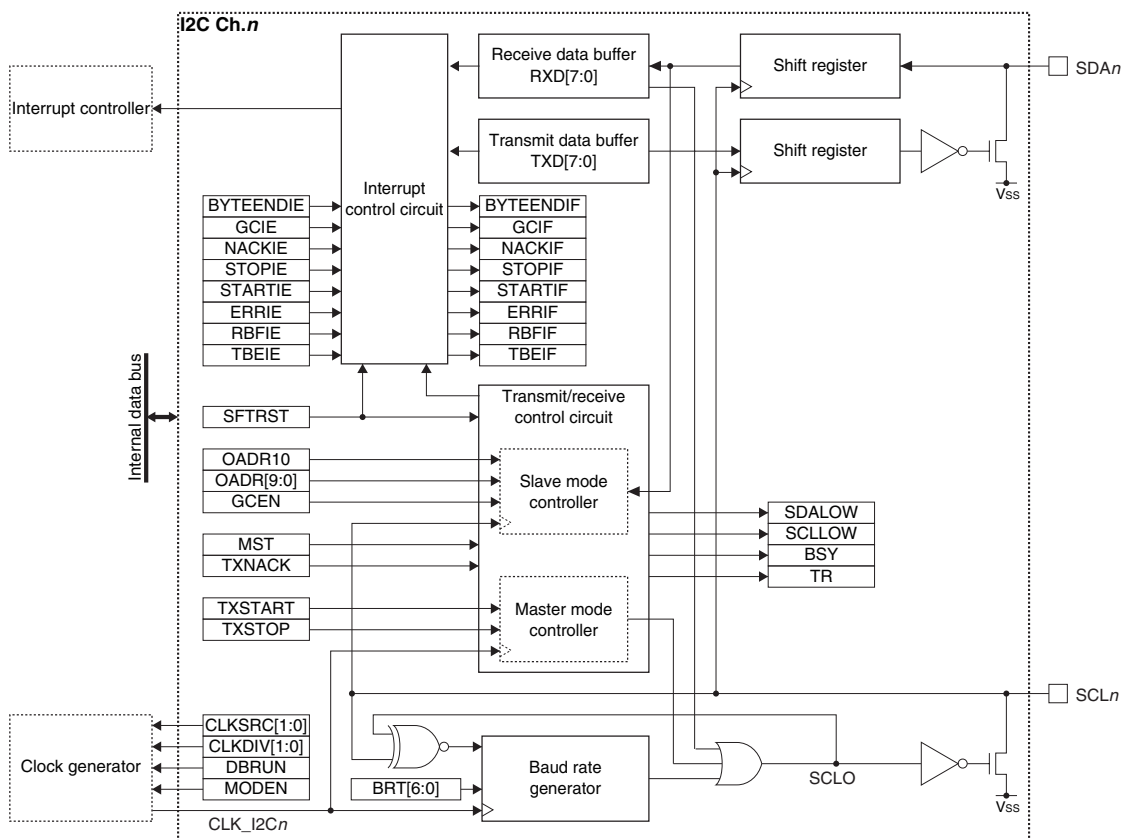 I2C Ch.n
Interrupt controller
Interrupt
control circuit
Receive data buffer
RXD[7:0]
Shift register
SDAn
Transmit data buffer
TXD[7:0]
Shift register
VSS
BYTEENDIE
GCIE
NACKIE
STOPIE
STARTIE
ERRIE
RBFIE
TBEIE
BYTEENDIF
GCIF
NACKIF
STOPIF
STARTIF
ERRIF
RBFIF
TBEIF
Internal data bus
SFTRST
Transmit/receive
control circuit
OADR10
OADR[9:0]
GCEN
Slave mode
controller
MST
TXNACK
SDALOW
SCLLOW
BSY
TR
TXSTART
TXSTOP
Master mode
controller
SCLn
Clock generator
CLKSRC[1:0]
CLKDIV[1:0]
DBRUN
MODEN
BRT[6:0]
Baud rate
generator
SCLO
VSS
CLK_I2Cn